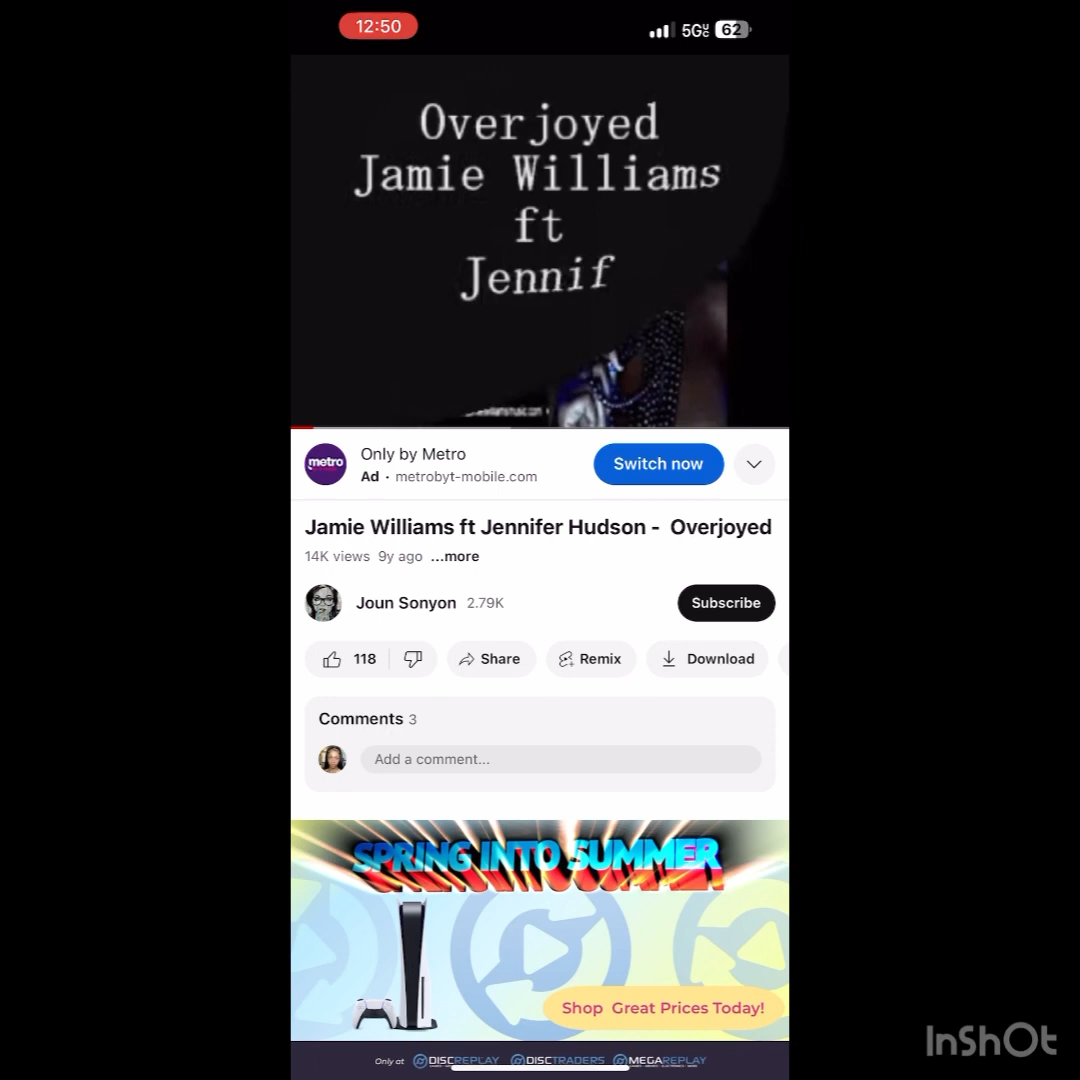 12:50
5G 62
Overjoyed
Jamie Williams
ft
Jennif
metro
Only by Metro
Ad · metrobyt-mobile.com
Switch now
Jamie Williams ft Jennifer Hudson - Overjoyed
14K views 9y ago ...more
Joun Sonyon 2.79K
Subscribe
118
Share
Remix
Download
Comments 3
Add a comment...
SPRING INTO SUMMER
Shop Great Prices Today!
Only at DISCREPLAY DISCTRADERS MEGAREPLAY
InShOt